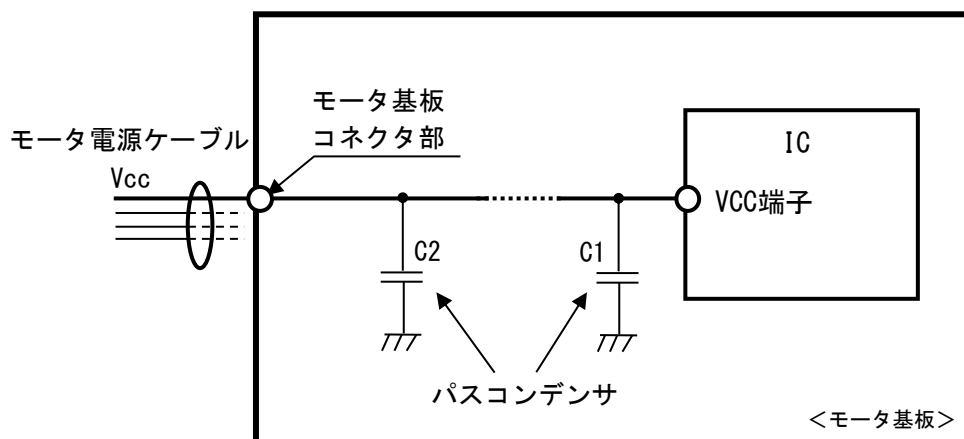 モータ基板
コネクタ部
モータ電源ケーブル
Vcc
IC
VCC端子
C2
C1
パスコンデンサ
＜モータ基板＞